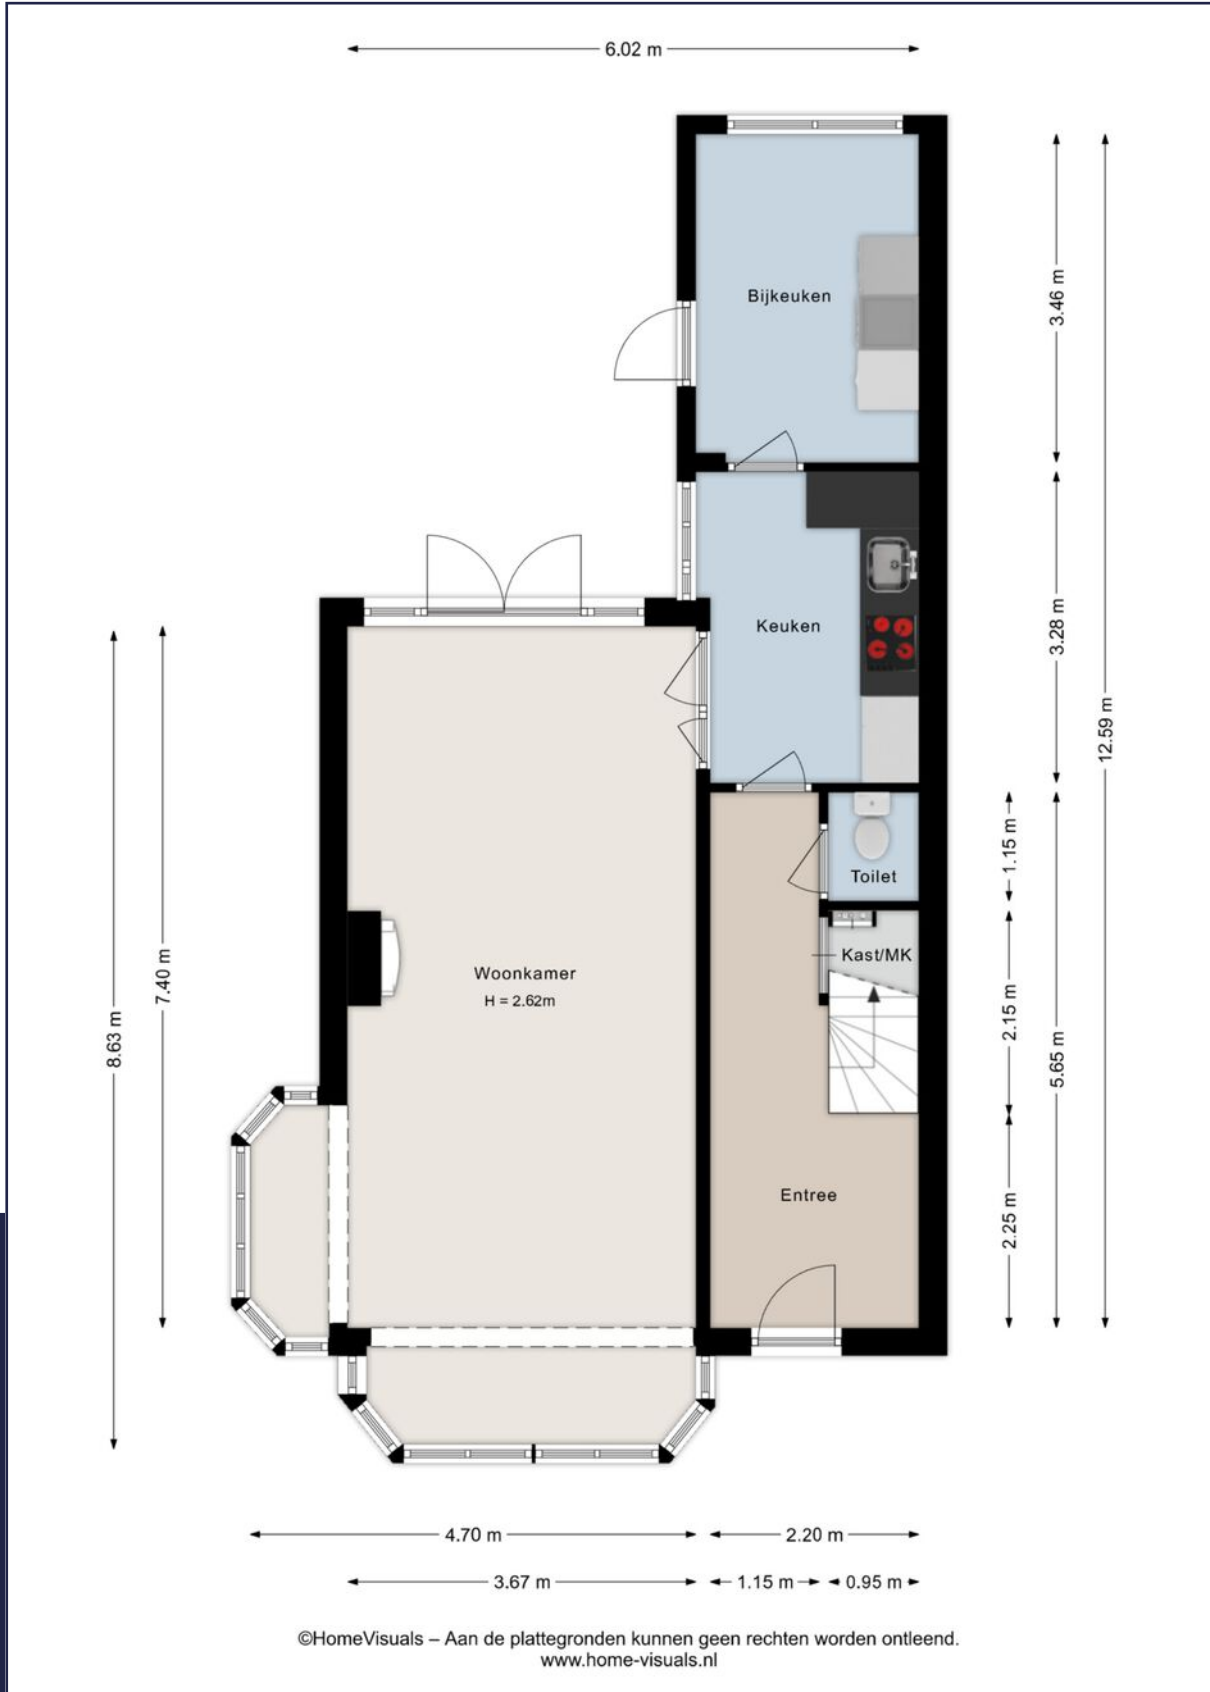 6.02 m
Bijkeuken
3.46 m
Keuken
3.28 m
12.59 m
Toilet
1.15 m
Kast/MK
Woonkamer
H = 2.62m
7.40 m
8.63 m
2.15 m
5.65 m
Entree
2.25 m
4.70 m
2.20 m
3.67 m
1.15 m
0.95 m
©HomeVisuals – Aan de plattegronden kunnen geen rechten worden ontleend.
www.home-visuals.nl